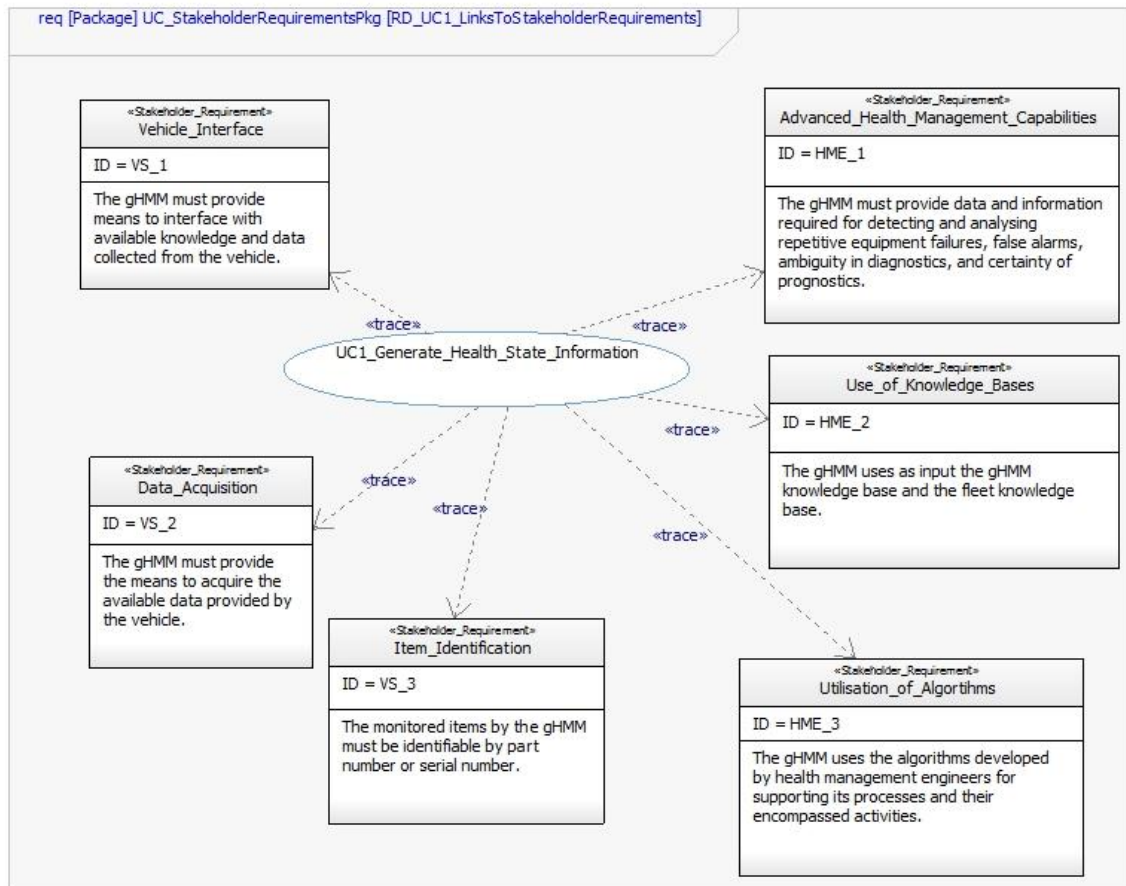 req [Package] UC_StakeholderRequirementsPkg [RD_UC1_LinksToStakeholderRequirements]
«Stakeholder_Requirement»
Vehicle_Interface
ID = VS_1
The gHMM must provide
means to interface with
available knowledge and data
collected from the vehicle.
«Stakeholder_Requirement»
Advanced_Health_Management_Capabilities
ID = HME_1
The gHMM must provide data and information
required for detecting and analysing
repetitive equipment failures, false alarms,
ambiguity in diagnostics, and certainty of
prognostics.
«trace»
«trace»
UC1_Generate_Health_State_Information
«Stakeholder_Requirement»
Use_of_Knowledge_Bases
ID = HME_2
The gHMM uses as input the gHMM
knowledge base and the fleet knowledge
base.
«trace»
«trace»
«trace»
«trace»
«Stakeholder_Requirement»
Data_Acquisition
ID = VS_2
The gHMM must provide
the means to acquire the
available data provided by
the vehicle.
«Stakeholder_Requirement»
Item_Identification
ID = VS_3
The monitored items by the gHMM
must be identifiable by part
number or serial number.
«Stakeholder_Requirement»
Utilisation_of_Algortihms
ID = HME_3
The gHMM uses the algorithms developed
by health management engineers for
supporting its processes and their
encompassed activities.